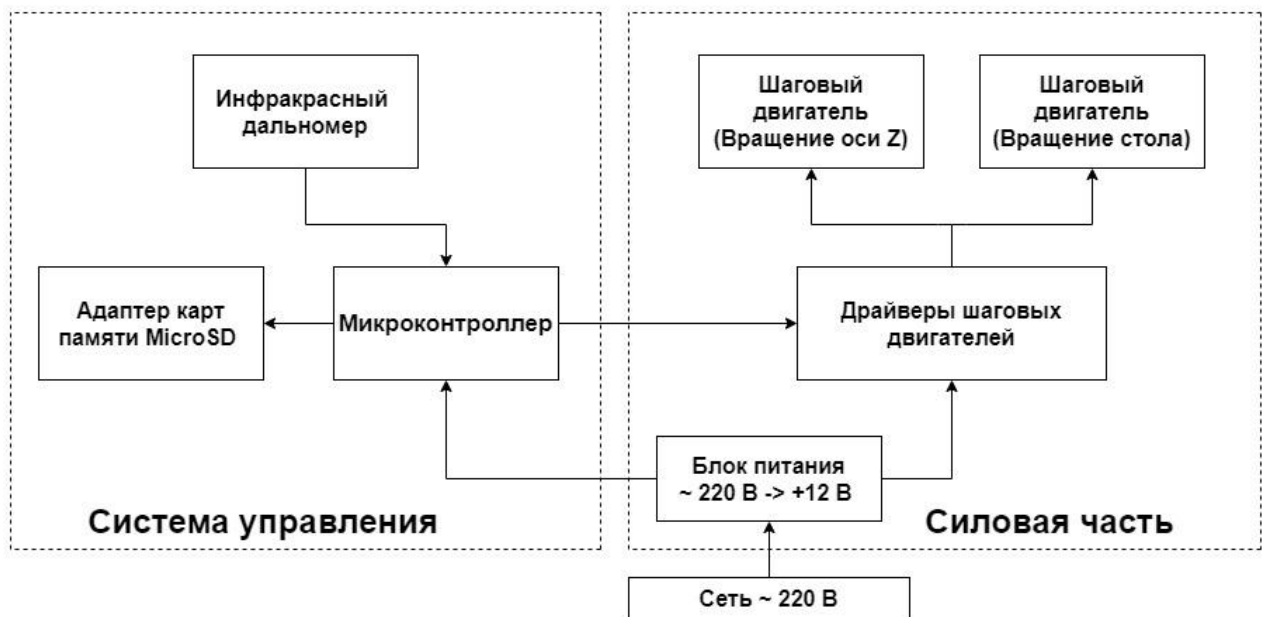 Инфракрасный
дальномер
Шаговый
двигатель
(Вращение оси Z)
Шаговый
двигатель
(Вращение стола)
Адаптер карт
памяти MicroSD
Микроконтроллер
Драйверы шаговых
двигателей
Блок питания
~ 220 В -> +12 В
Система управления
Силовая часть
Сеть ~ 220 В